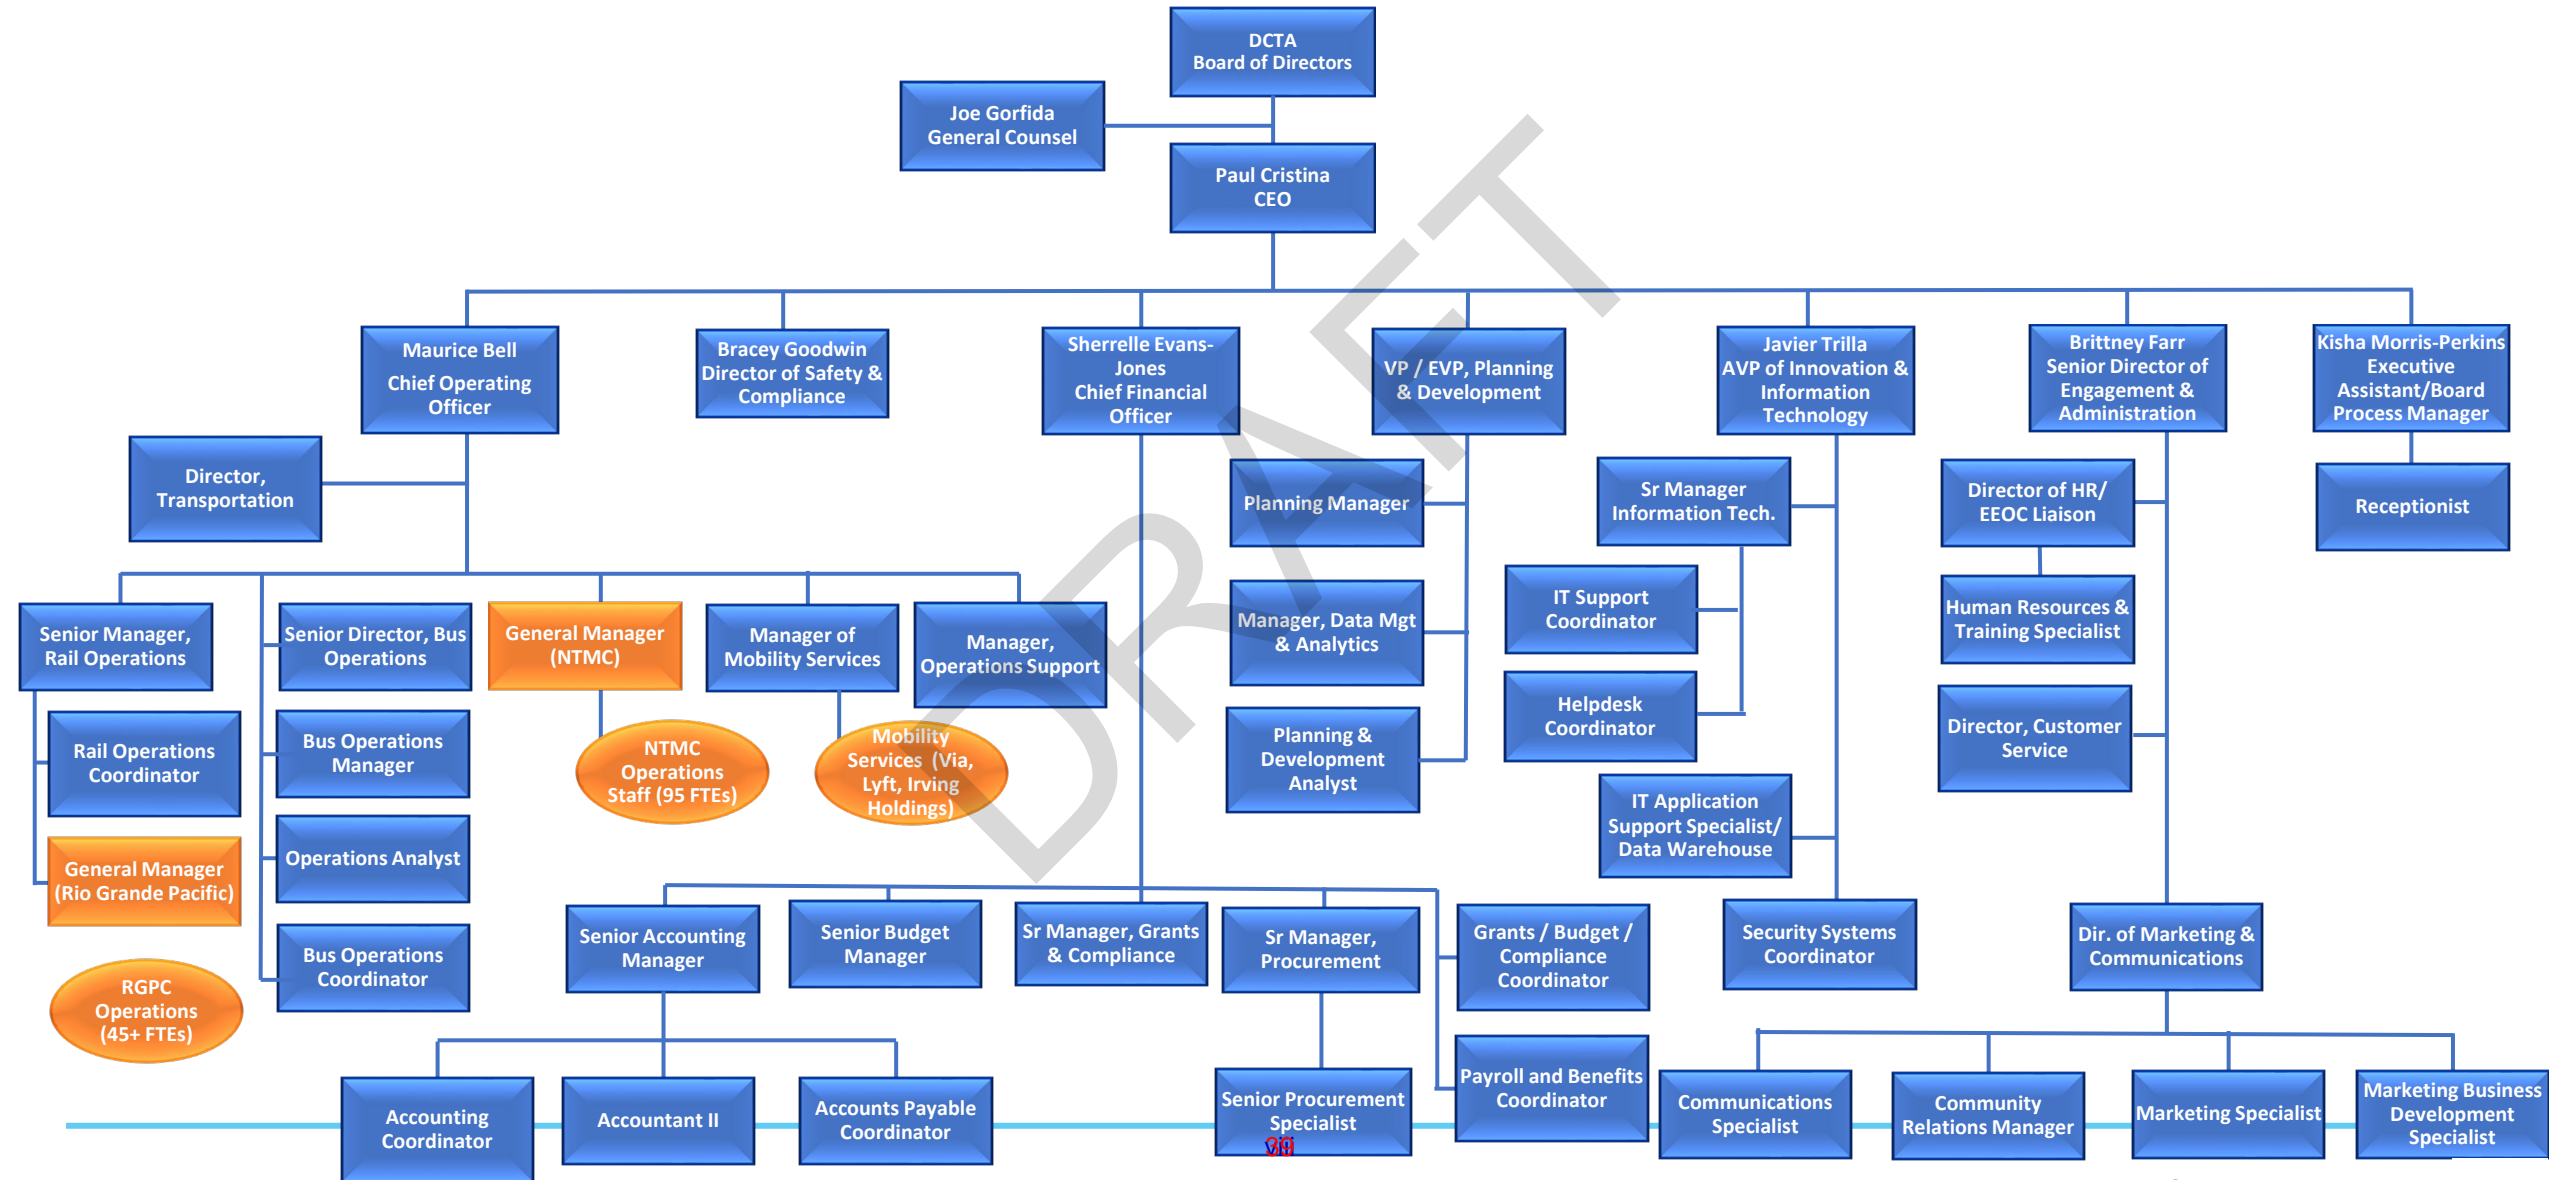 DCTA
Board of Directors
Joe Gorfida
General Counsel
Paul Cristina
CEO
Maurice Bell
Chief Operating
Officer
Bracey Goodwin
Director of Safety &
Compliance
Sherrelle Evans-
Jones
Chief Financial
Officer
VP / EVP, Planning
& Development
Javier Trilla
AVP of Innovation &
Information
Technology
Brittney Farr
Senior Director of
Engagement &
Administration
Kisha Morris-Perkins
Executive
Assistant/Board
Process Manager
Director,
Transportation
Planning Manager
Sr Manager
Information Tech.
Director of HR/
EEOC Liaison
Receptionist
Senior Manager,
Rail Operations
Senior Director, Bus
Operations
General Manager
(NTMC)
Manager of
Mobility Services
Manager,
Operations Support
Manager, Data Mgt
& Analytics
IT Support
Coordinator
Human Resources &
Training Specialist
Rail Operations
Coordinator
Bus Operations
Manager
NTMC
Operations
Staff (95 FTEs)
Mobility
Services (Via,
Lyft, Irving
Holdings)
Planning &
Development
Analyst
Helpdesk
Coordinator
Director, Customer
Service
General Manager
(Rio Grande Pacific)
Operations Analyst
IT Application
Support Specialist/
Data Warehouse
RGPC
Operations
(45+ FTEs)
Bus Operations
Coordinator
Senior Accounting
Manager
Senior Budget
Manager
Sr Manager, Grants
& Compliance
Sr Manager,
Procurement
Grants / Budget /
Compliance
Coordinator
Security Systems
Coordinator
Dir. of Marketing &
Communications
Accounting
Coordinator
Accountant II
Accounts Payable
Coordinator
Senior Procurement
Specialist
Payroll and Benefits
Coordinator
Communications
Specialist
Community
Relations Manager
Marketing Specialist
Marketing Business
Development
Specialist
DRAFT
39